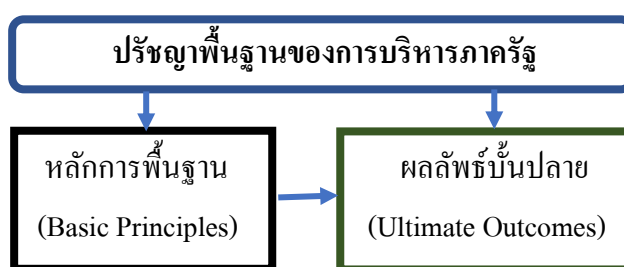 ปรัชญาพื้นฐานของการบริหารภาครัฐ
หลักการพื้นฐาน
(Basic Principles)
ผลลัพธ์บั้นปลาย
(Ultimate Outcomes)